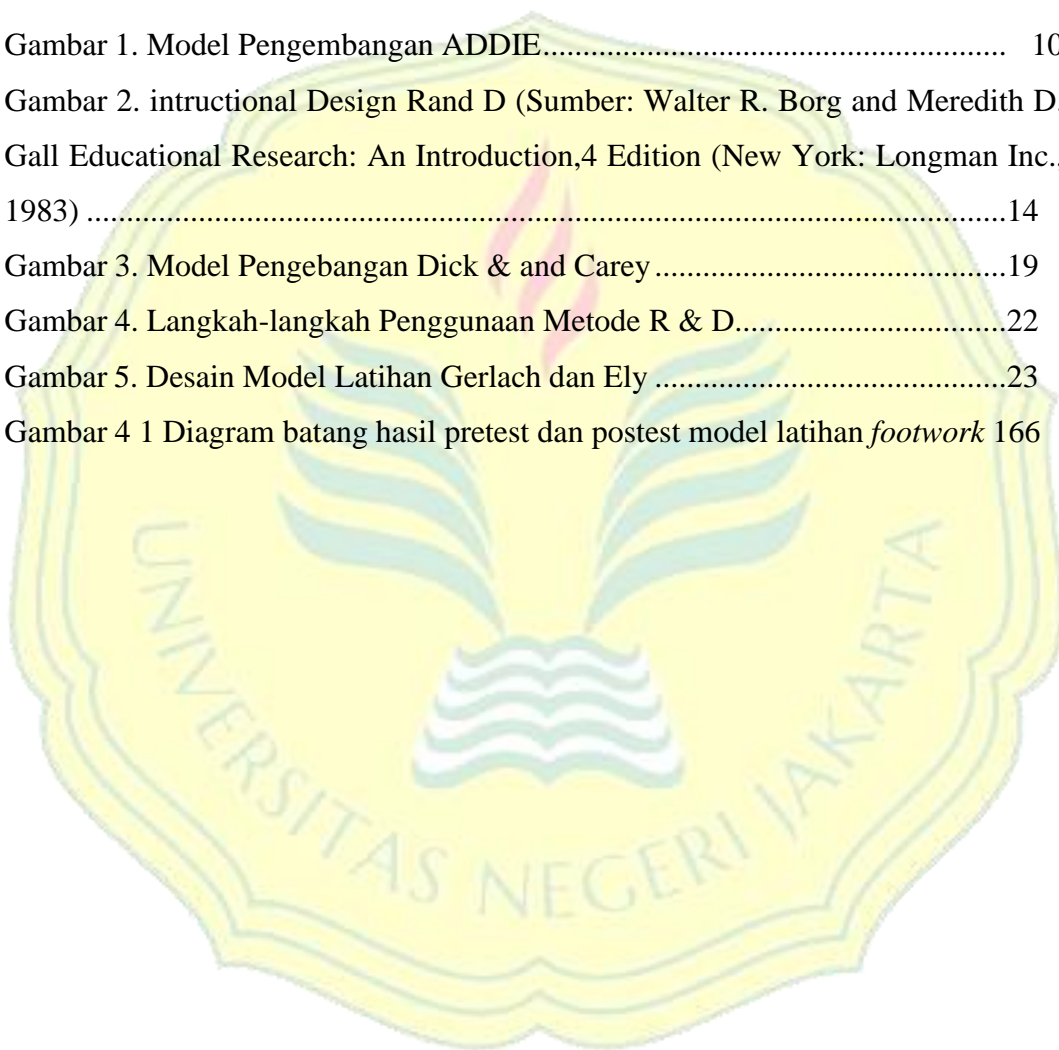 Gambar 1. Model Pengembangan ADDIE........................................................... 10
Gambar 2. intructional Design Rand D (Sumber: Walter R. Borg and Meredith D.
Gall Educational Research: An Introduction,4 Edition (New York: Longman Inc.,
1983) ................................................................................................................14
Gambar 3. Model Pengebangan Dick & and Carey...........................................19
Gambar 4. Langkah-langkah Penggunaan Metode R & D.................................22
Gambar 5. Desain Model Latihan Gerlach dan Ely ...........................................23
Gambar 4 1 Diagram batang hasil pretest dan postest model latihan footwork 166
UNIVERSITAS NEGERI JAKARTA